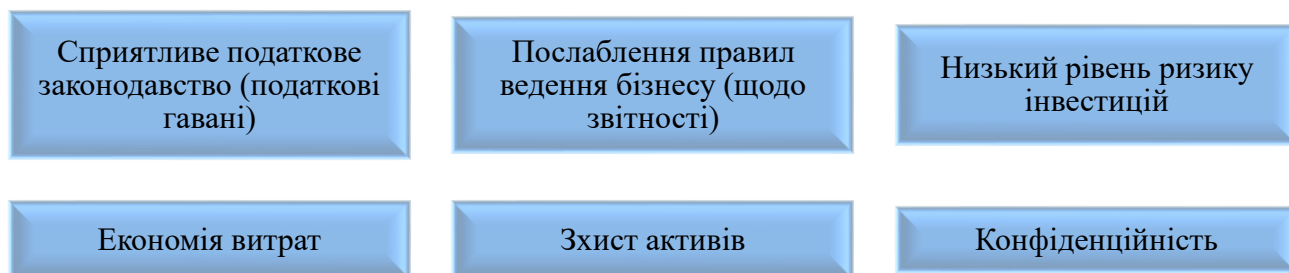 Сприятливе податкове
законодавство (податкові
гавані)
Послаблення правил
ведення бізнесу (щодо
звітності)
Низький рівень ризику
інвестицій
Економія витрат
Зхист активів
Конфіденційність